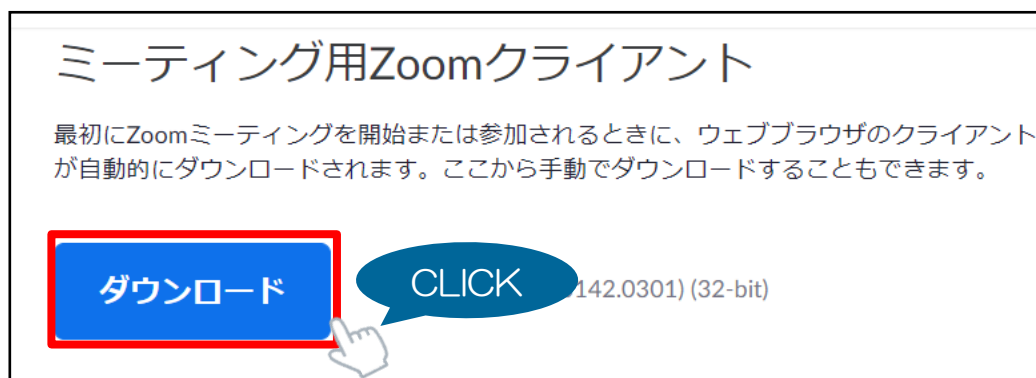 ミーティング用Zoomクライアント
最初にZoomミーティングを開始または参加されるときに、ウェブブラウザのクライアント
が自動的にダウンロードされます。ここから手動でダウンロードすることもできます。
ダウンロード
CLICK
142.0301) (32-bit)